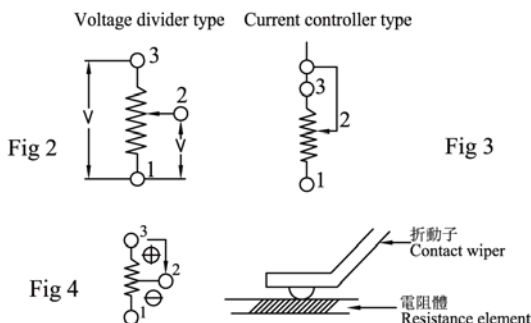 Voltage divider type
Current controller type
3
2
1
V
V
Fig 2
3
2
1
Fig 3
3
⊕
2
⊖
1
Fig 4
折動子
Contact wiper
電阻體
Resistance element